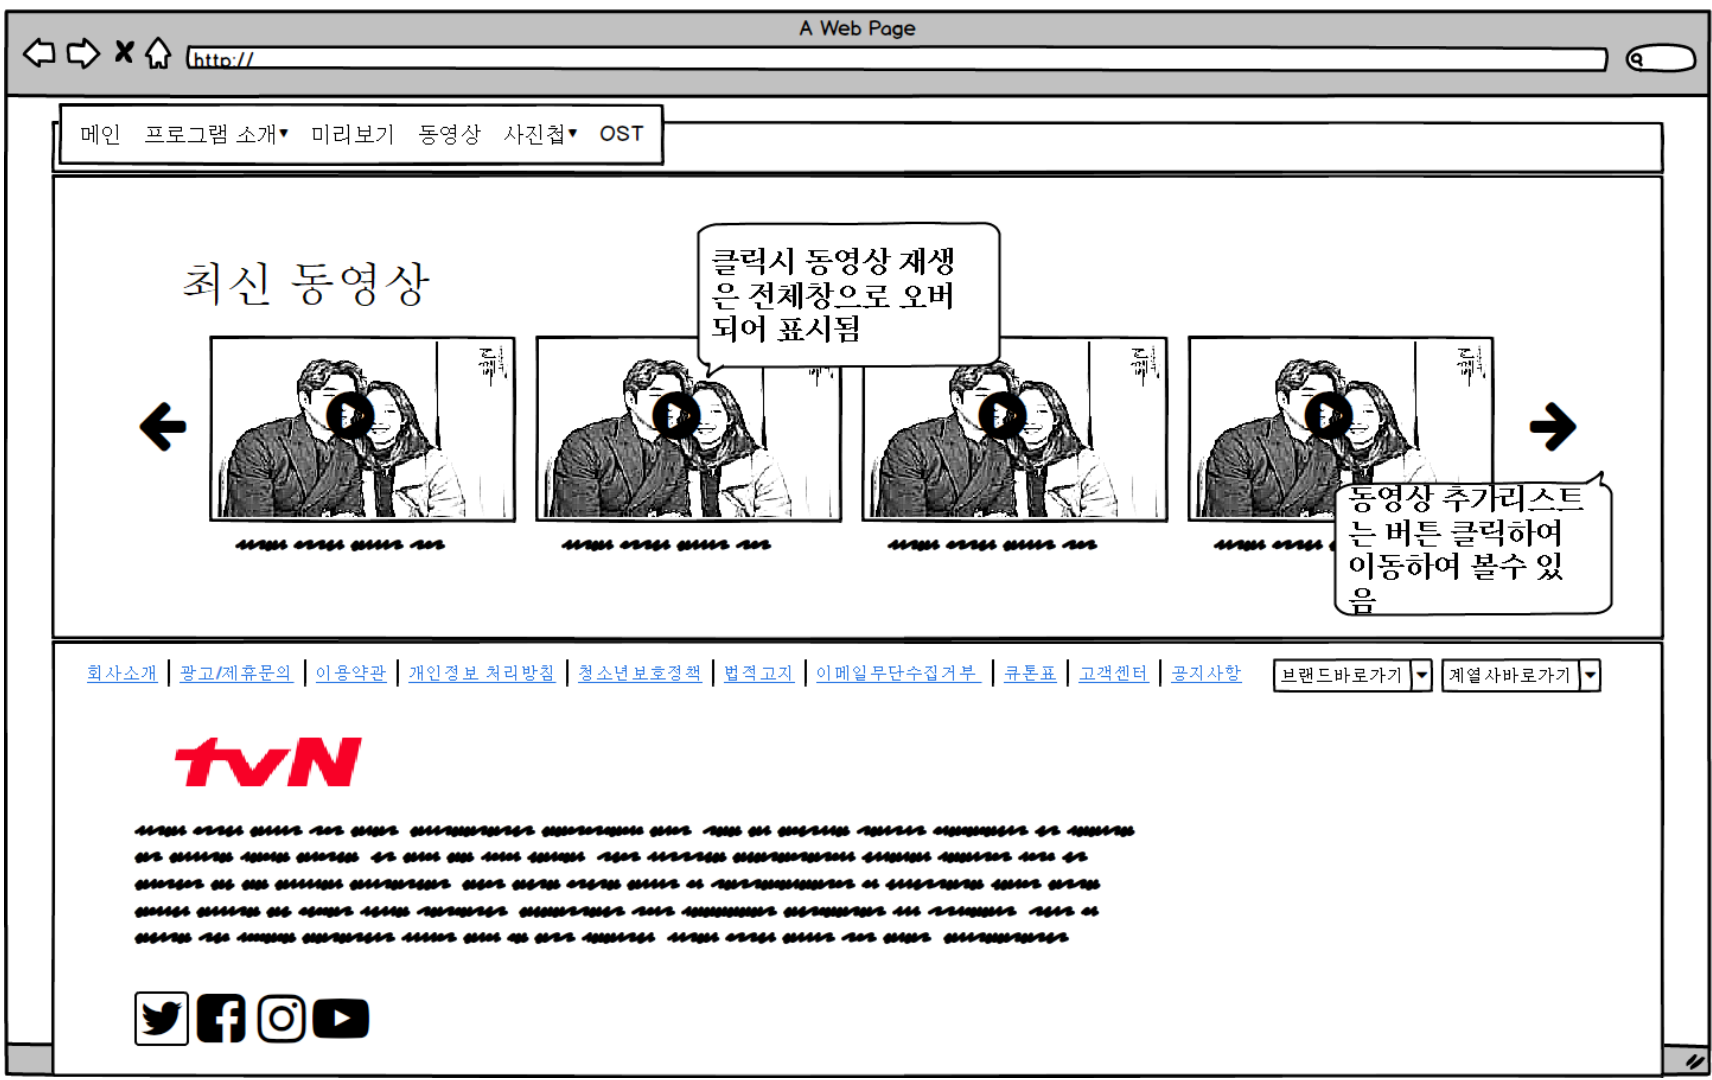 A Web Page
http://
메인 프로그램 소개 미리보기 동영상 사진첩 OST
최신 동영상
클릭시 동영상 재생
은 전체창으로 오버
되어 표시됨
동영상 추가리스트
는 버튼 클릭하여
이동하여 볼수 있
음
회사소개 | 광고/제휴문의 | 이용약관 | 개인정보 처리방침 | 청소년보호정책 | 법적고지 | 이메일무단수집거부 | 큐톤표 | 고객센터 | 공지사항 브랜드바로가기 계열사바로가기
tvN